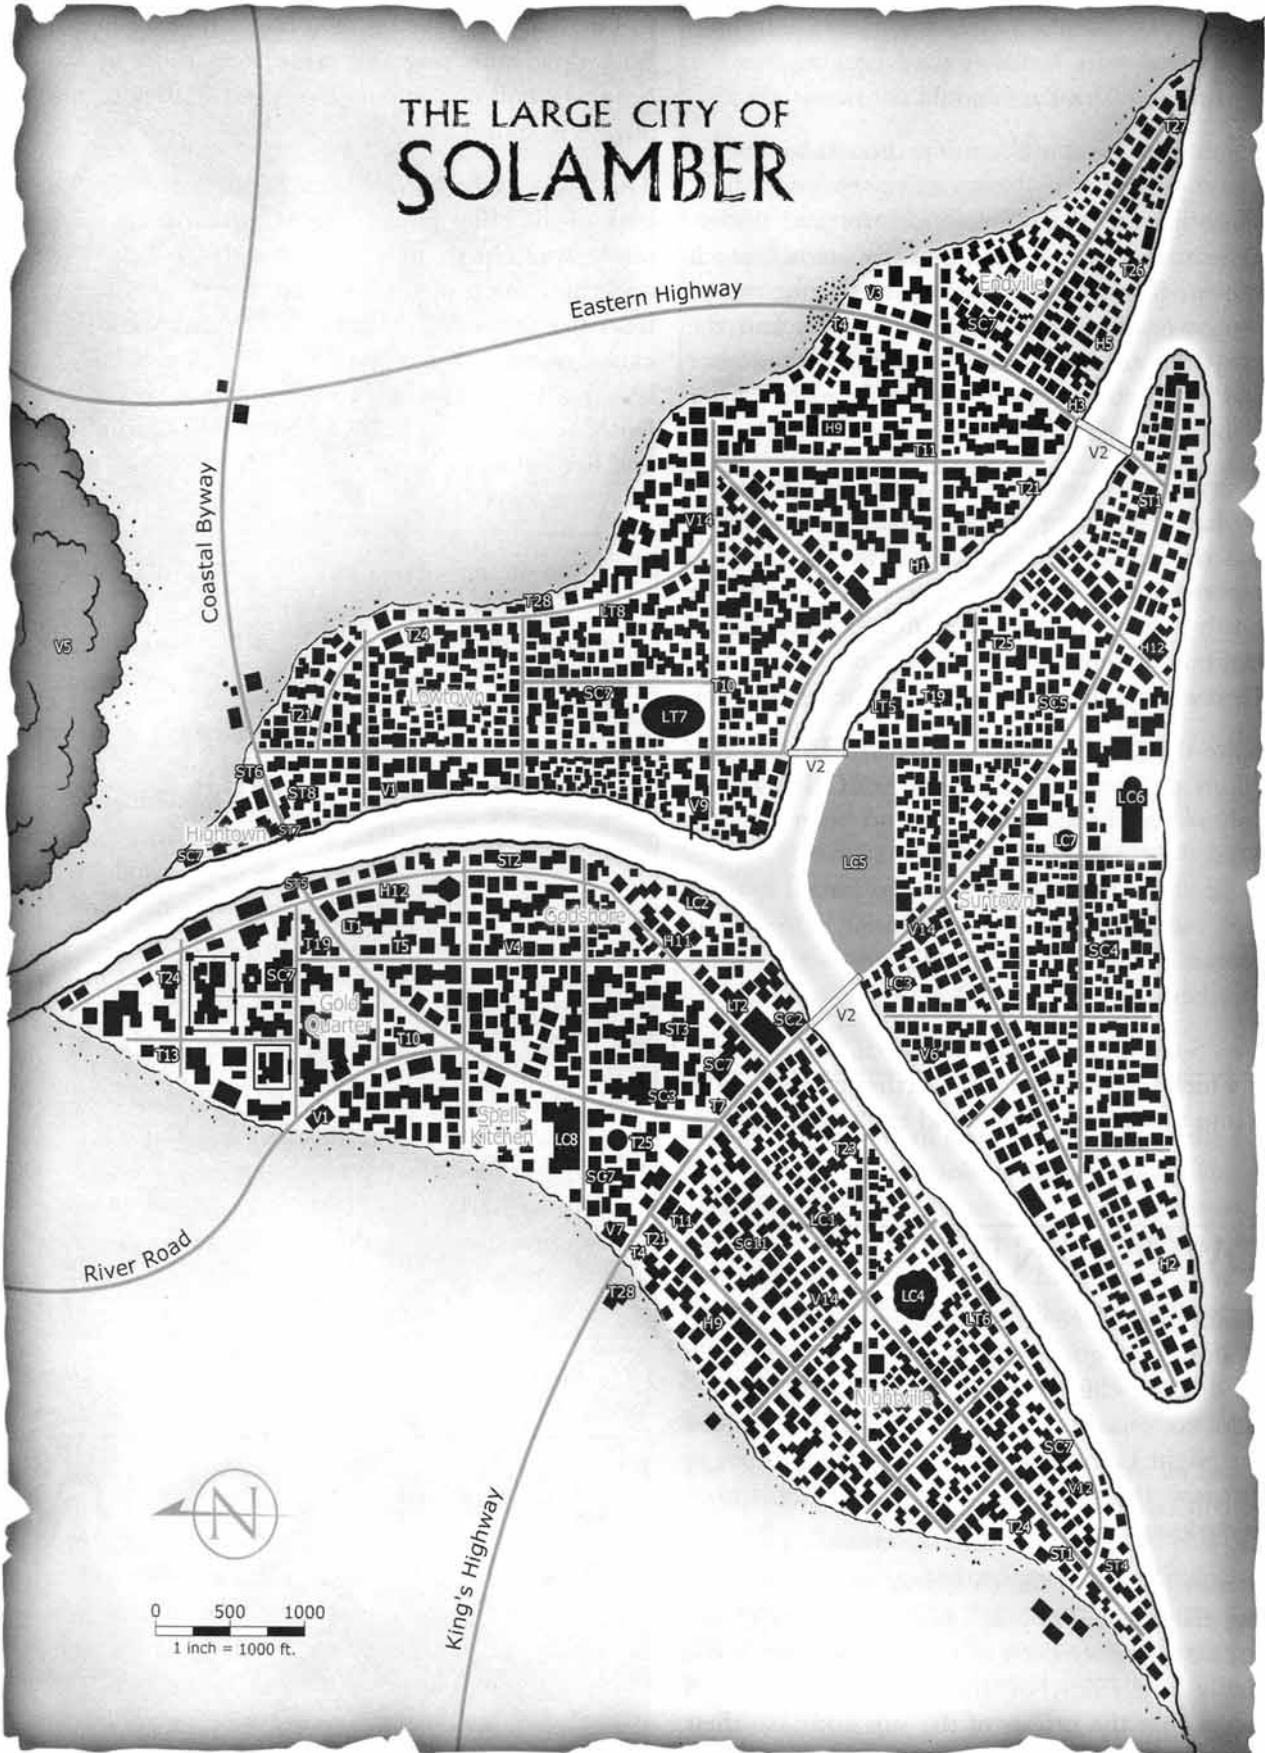 THE LARGE CITY OF
SOLAMBER
T27
T26
Endville
V3
Eastern Highway
T4
SC7
H5
H3
H9
T11
V2
T21
ST1
Coastal Byway
V14
H1
T28
LT8
T24
T25
H12
V5
Lowtown
SC7
T10
T19
SC5
LT5
T21
LT7
V2
ST6
ST8
V1
V9
LC6
Hightown
ST7
SC7
LC7
ST2
LC5
ST5
H12
LC2
Suntown
Godshore
LT1
V14
T19
T5
V4
H11
SC4
T24
SC7
LC3
Gold
Quarter
LT2
SC2
V2
ST3
T10
T13
V6
SC7
SC3
T7
V1
Spells
Kitchen
LC8
T25
T23
SC7
T11
LC1
V7
T21
SC11
River Road
T4
H2
T28
V14
LC4
H9
LT6
Nightville
SC7
V12
N
T24
King's Highway
ST1
ST4
0 500 1000
1 inch = 1000 ft.